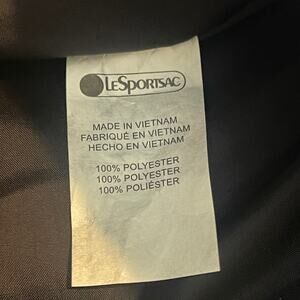 LeSportsac
MADE IN VIETNAM
FABRIQUÉ EN VIETNAM
HECHO EN VIETNAM
100% POLYESTER
100% POLYESTER
100% POLIÉSTER